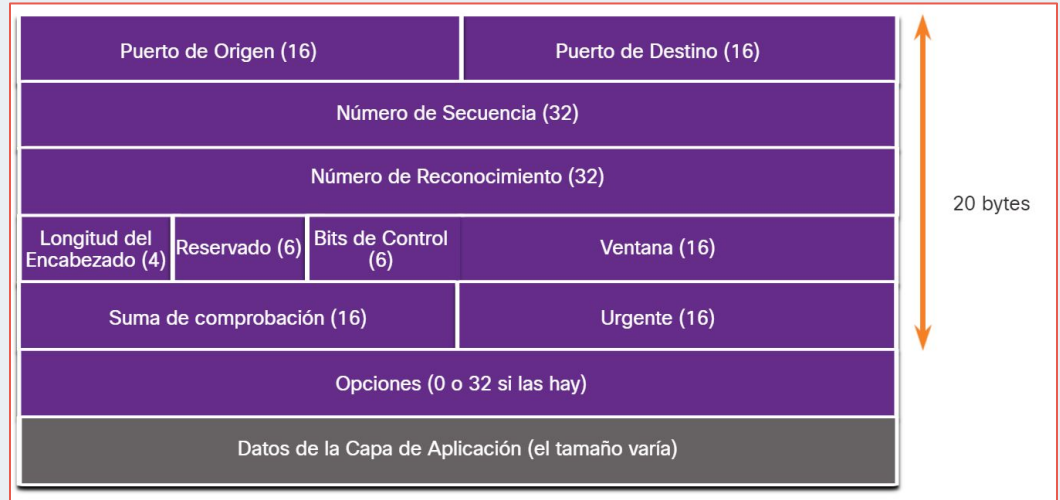 Puerto de Origen (16)
Puerto de Destino (16)
Número de Secuencia (32)
Número de Reconocimiento (32)
20 bytes
Longitud del
Encabezado (4)
Reservado (6)
Bits de Control
(6)
Ventana (16)
Suma de comprobación (16)
Urgente (16)
Opciones (0 o 32 si las hay)
Datos de la Capa de Aplicación (el tamaño varía)